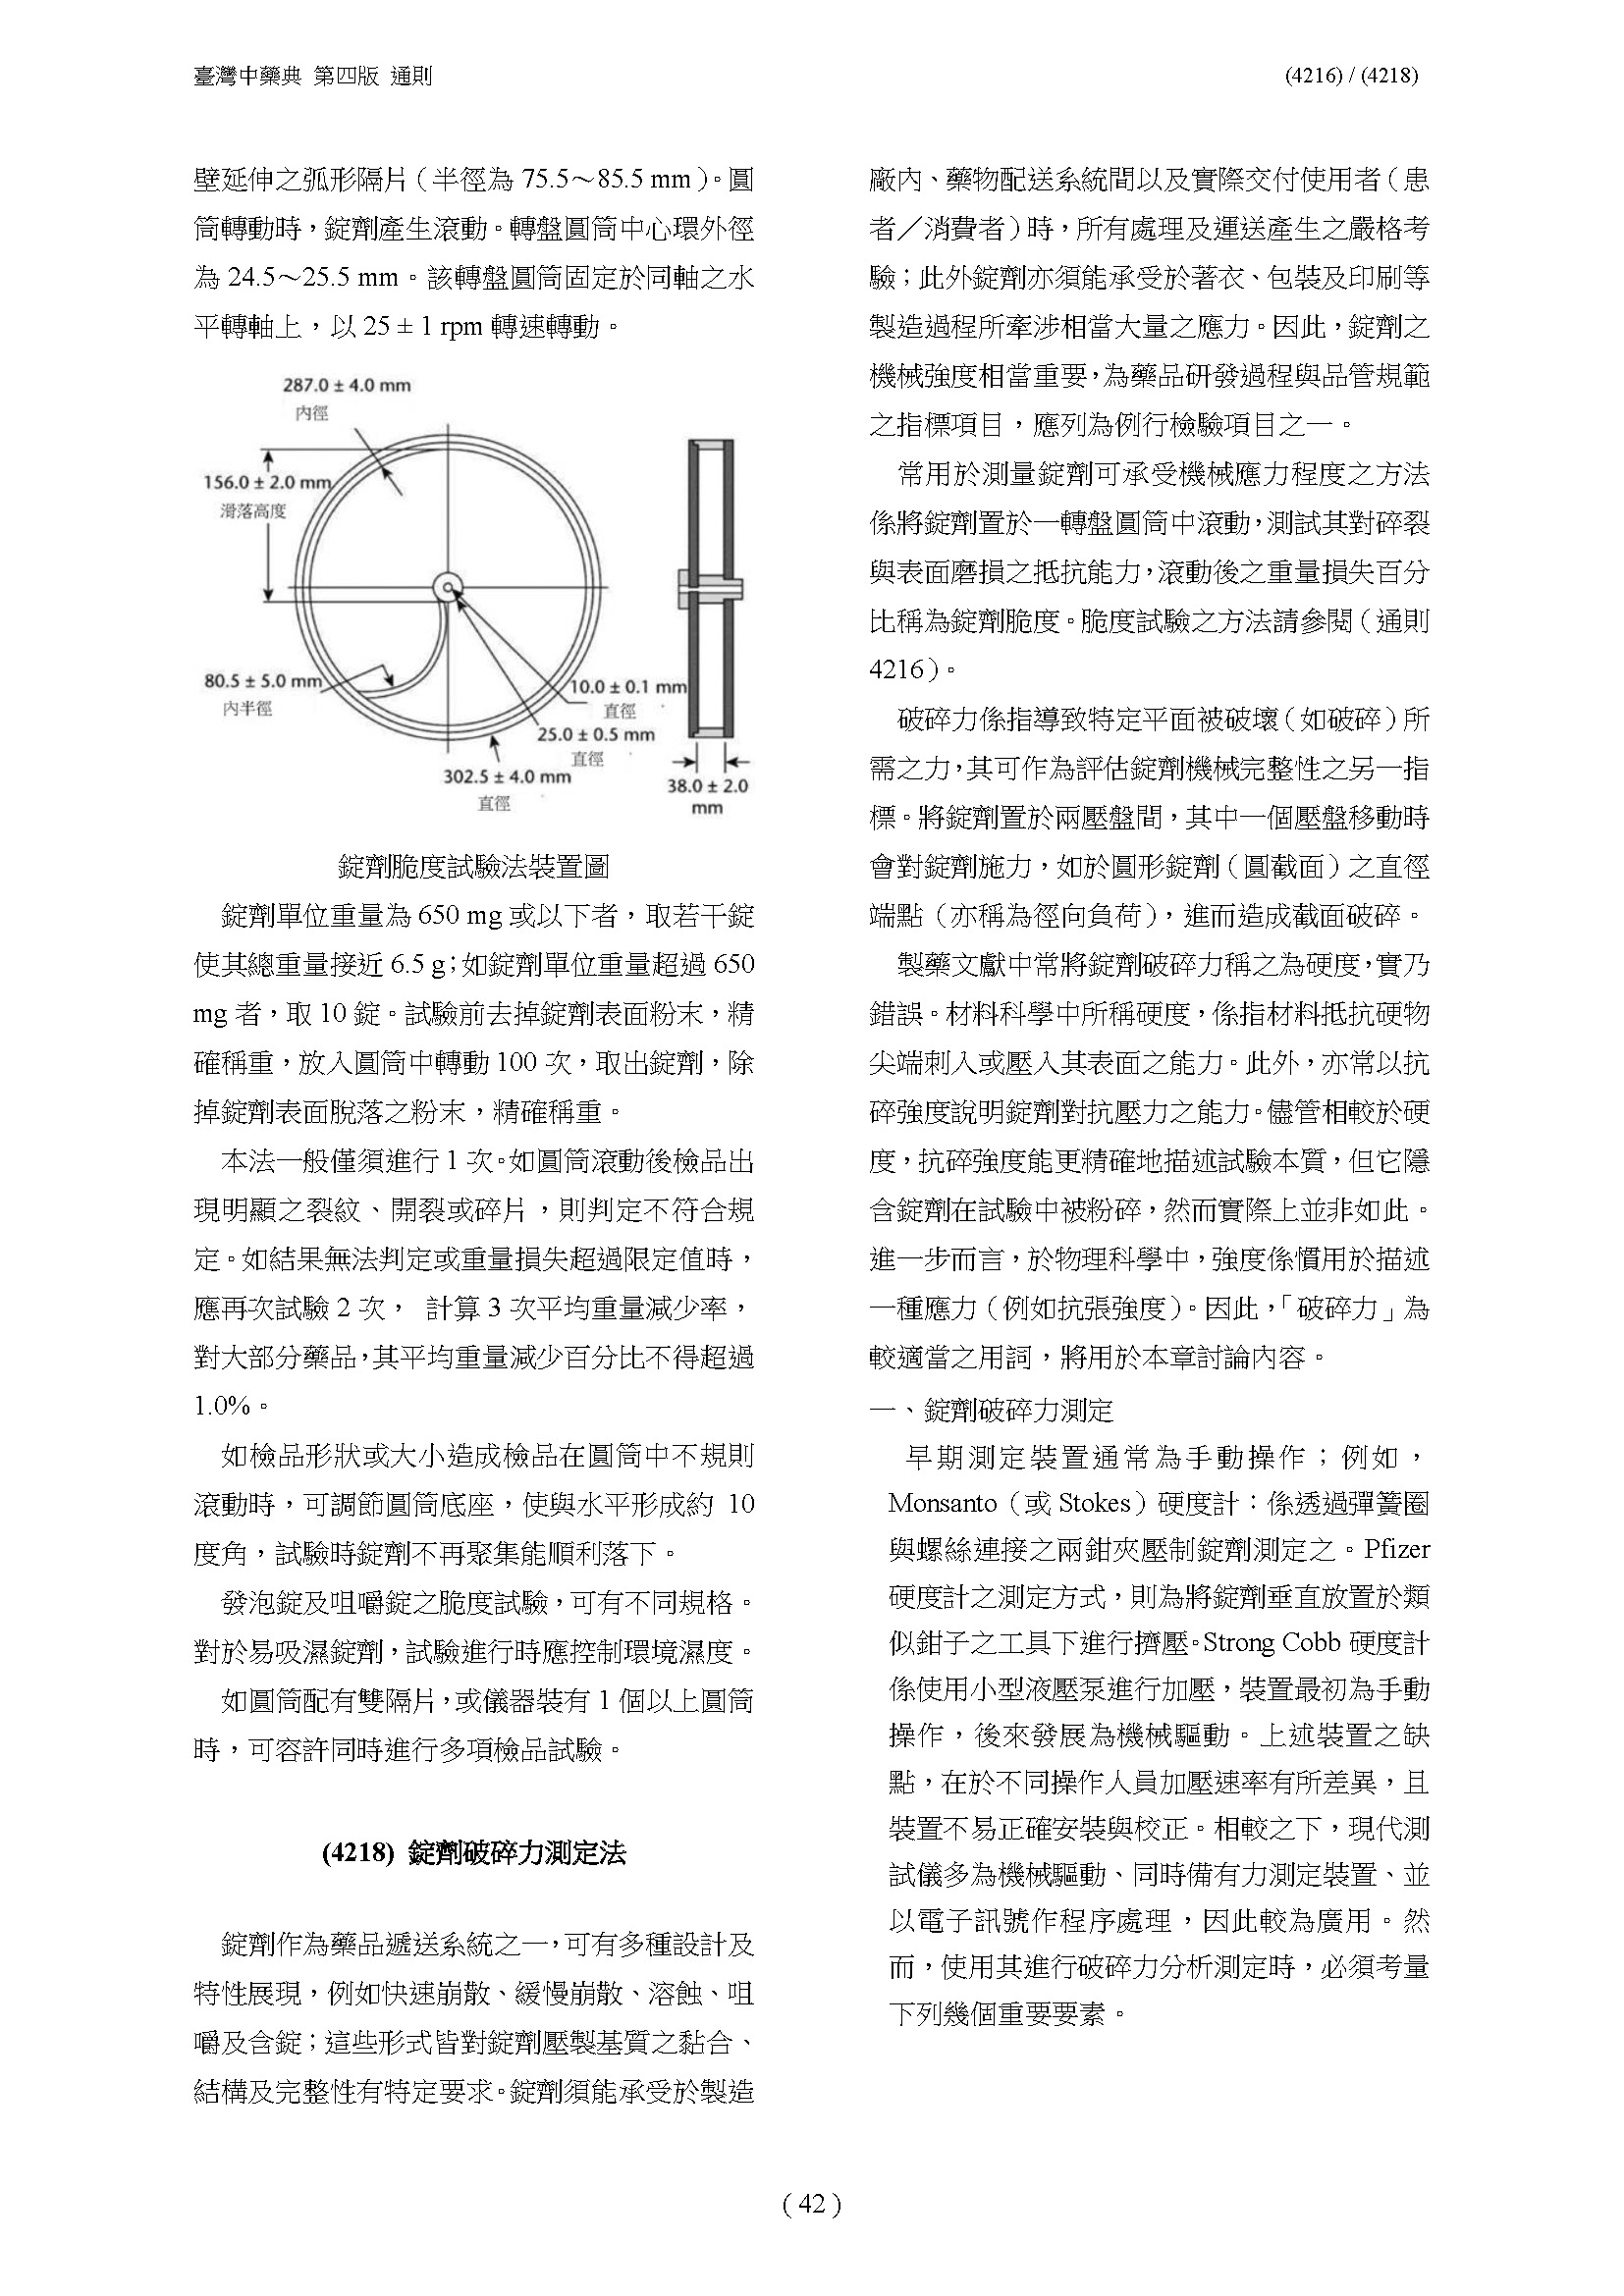 臺灣中藥典 第四版 通則
(4216) / (4218)
壁延伸之弧形隔片（半徑為 75.5～85.5 mm）。圓
筒轉動時，錠劑產生滾動。轉盤圓筒中心環外徑
為 24.5～25.5 mm。該轉盤圓筒固定於同軸之水
平轉軸上，以 25 ± 1 rpm 轉速轉動。
287.0 ± 4.0 mm
內徑
156.0 ± 2.0 mm
滑落高度
80.5 ± 5.0 mm
內半徑
10.0 ± 0.1 mm
直徑
25.0 ± 0.5 mm
直徑
302.5 ± 4.0 mm
直徑
38.0 ± 2.0
mm
錠劑脆度試驗法裝置圖
錠劑單位重量為 650 mg 或以下者，取若干錠
使其總重量接近 6.5 g；如錠劑單位重量超過 650
mg 者，取 10 錠。試驗前去掉錠劑表面粉末，精
確稱重，放入圓筒中轉動 100 次，取出錠劑，除
掉錠劑表面脫落之粉末，精確稱重。
本法一般僅須進行 1 次。如圓筒滾動後檢品出
現明顯之裂紋、開裂或碎片，則判定不符合規
定。如結果無法判定或重量損失超過限定值時，
應再次試驗 2 次， 計算 3 次平均重量減少率，
對大部分藥品，其平均重量減少百分比不得超過
1.0%。
如檢品形狀或大小造成檢品在圓筒中不規則
滾動時，可調節圓筒底座，使與水平形成約 10
度角，試驗時錠劑不再聚集能順利落下。
發泡錠及咀嚼錠之脆度試驗，可有不同規格。
對於易吸濕錠劑，試驗進行時應控制環境濕度。
如圓筒配有雙隔片，或儀器裝有 1 個以上圓筒
時，可容許同時進行多項檢品試驗。
(4218) 錠劑破碎力測定法
錠劑作為藥品遞送系統之一，可有多種設計及
特性展現，例如快速崩散、緩慢崩散、溶蝕、咀
嚼及含錠；這些形式皆對錠劑壓製基質之黏合、
結構及完整性有特定要求。錠劑須能承受於製造
廠內、藥物配送系統間以及實際交付使用者（患
者／消費者）時，所有處理及運送產生之嚴格考
驗；此外錠劑亦須能承受於著衣、包裝及印刷等
製造過程所牽涉相當大量之應力。因此，錠劑之
機械強度相當重要，為藥品研發過程與品管規範
之指標項目，應列為例行檢驗項目之一。
常用於測量錠劑可承受機械應力程度之方法
係將錠劑置於一轉盤圓筒中滾動，測試其對碎裂
與表面磨損之抵抗能力，滾動後之重量損失百分
比稱為錠劑脆度。脆度試驗之方法請參閱（通則
4216）。
破碎力係指導致特定平面被破壞（如破碎）所
需之力，其可作為評估錠劑機械完整性之另一指
標。將錠劑置於兩壓盤間，其中一個壓盤移動時
會對錠劑施力，如於圓形錠劑（圓截面）之直徑
端點（亦稱為徑向負荷），進而造成截面破碎。
製藥文獻中常將錠劑破碎力稱之為硬度，實乃
錯誤。材料科學中所稱硬度，係指材料抵抗硬物
尖端刺入或壓入其表面之能力。此外，亦常以抗
碎強度說明錠劑對抗壓力之能力。儘管相較於硬
度，抗碎強度能更精確地描述試驗本質，但它隱
含錠劑在試驗中被粉碎，然而實際上並非如此。
進一步而言，於物理科學中，強度係慣用於描述
一種應力（例如抗張強度）。因此，「破碎力」為
較適當之用詞，將用於本章討論內容。
一、錠劑破碎力測定
早期測定裝置通常為手動操作；例如，
Monsanto（或 Stokes）硬度計：係透過彈簧圈
與螺絲連接之兩鉗夾壓制錠劑測定之。Pfizer
硬度計之測定方式，則為將錠劑垂直放置於類
似鉗子之工具下進行擠壓。Strong Cobb 硬度計
係使用小型液壓泵進行加壓，裝置最初為手動
操作，後來發展為機械驅動。上述裝置之缺
點，在於不同操作人員加壓速率有所差異，且
裝置不易正確安裝與校正。相較之下，現代測
試儀多為機械驅動、同時備有力測定裝置、並
以電子訊號作程序處理，因此較為廣用。然
而，使用其進行破碎力分析測定時，必須考量
下列幾個重要要素。
( 42 )